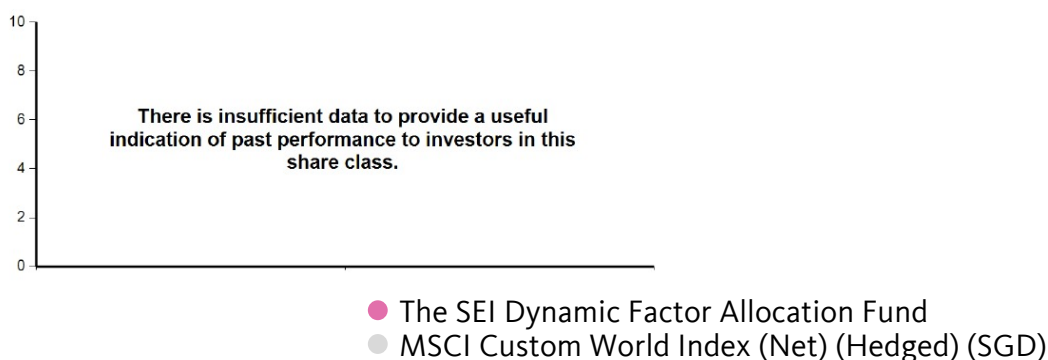 10
8
6
4
2
0
There is insufficient data to provide a useful
indication of past performance to investors in this
share class.
The SEI Dynamic Factor Allocation Fund
MSCI Custom World Index (Net) (Hedged) (SGD)